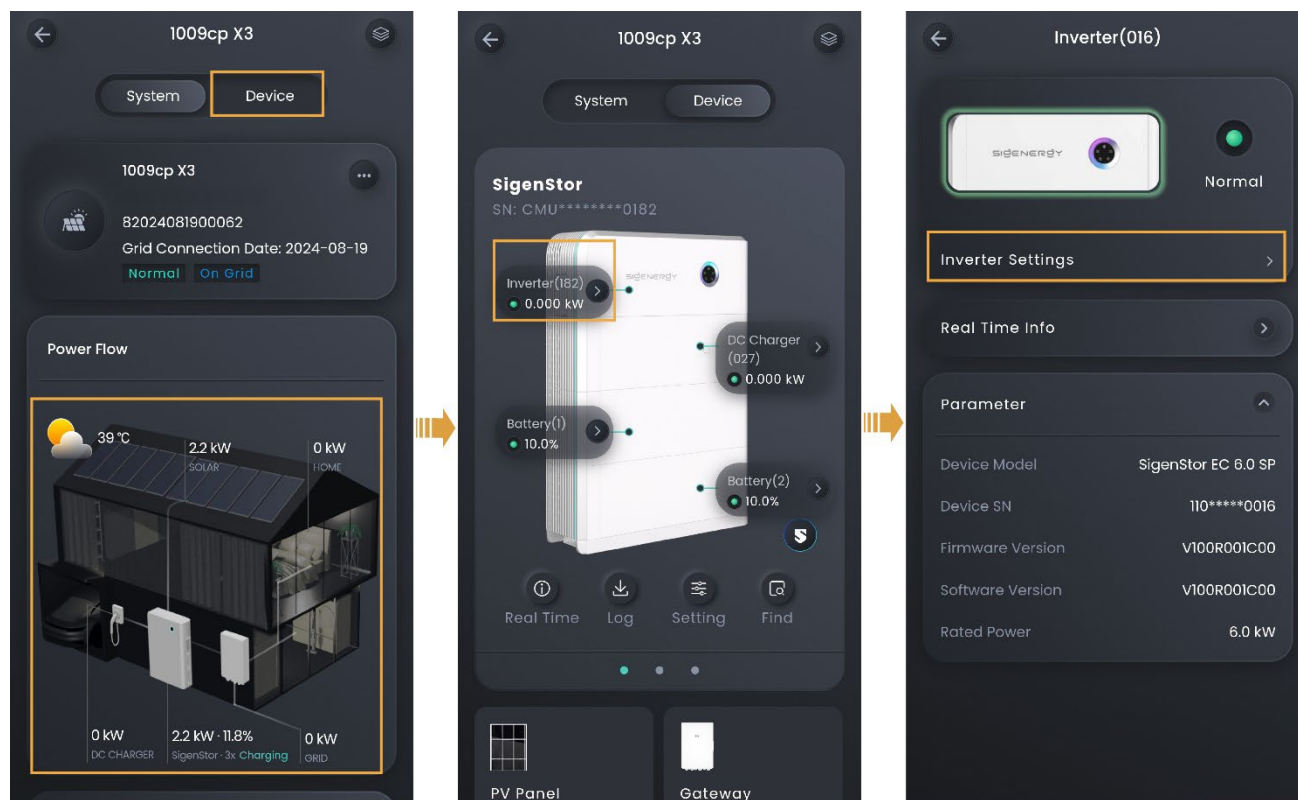 1009cp X3
System
Device
1009cp X3
82024081900062
Grid Connection Date: 2024-08-19
Normal
On Grid
Power Flow
39 °C
2.2 kW
SOLAR
0 kW
HOME
0 kW
DC CHARGER
2.2 kW · 11.8%
SigenStor · 3x Charging
0 kW
GRID
1009cp X3
System
Device
SigenStor
SN: CMU********0182
SIGENERGY
Inverter(182)
0.000 kW
DC Charger
(027)
0.000 kW
Battery(1)
10.0%
Battery(2)
10.0%
S
Real Time
Log
Setting
Find
PV Panel
Gateway
Inverter(016)
SIGENERGY
Normal
Inverter Settings
Real Time Info
Parameter
Device Model
SigenStor EC 6.0 SP
Device SN
110*****0016
Firmware Version
V100R001C00
Software Version
V100R001C00
Rated Power
6.0 kW